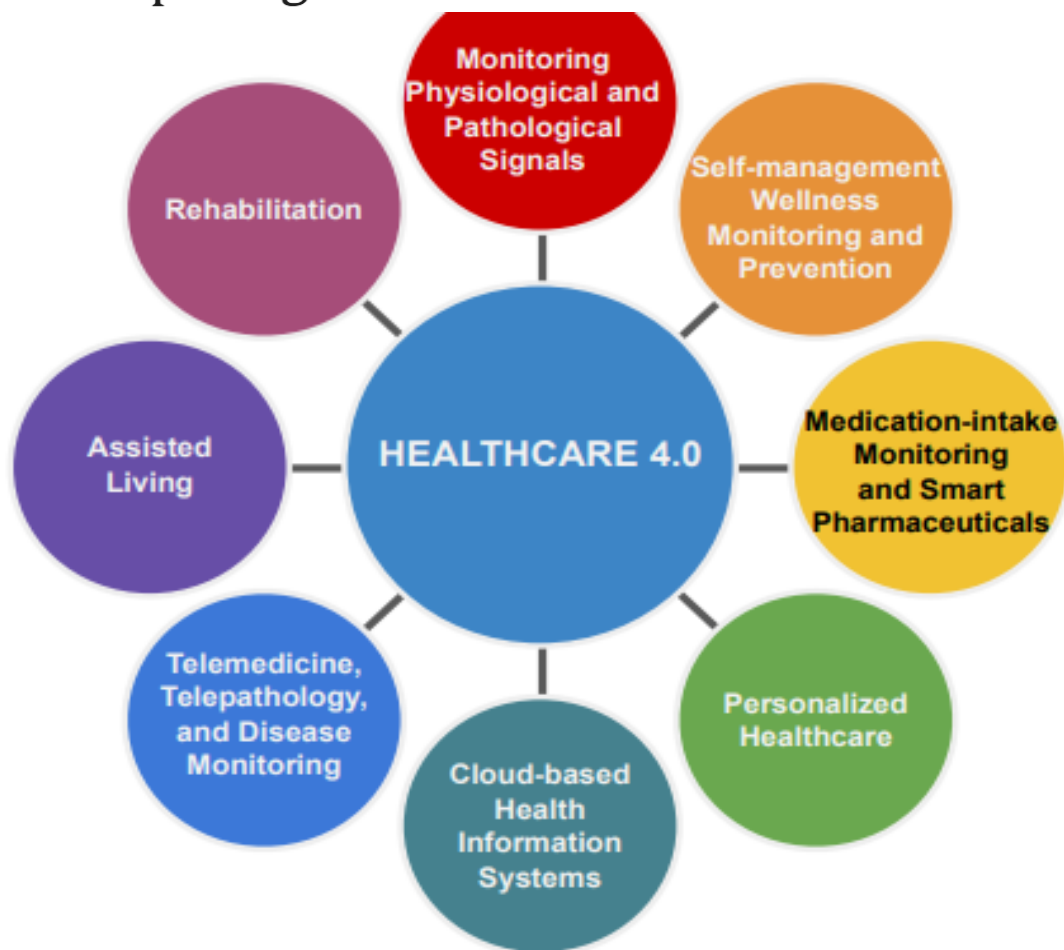 Monitoring
Physiological and
Pathological
Signals
Self-management
Wellness
Monitoring and
Prevention
Medication-intake
Monitoring
and Smart
Pharmaceuticals
Personalized
Healthcare
Cloud-based
Health
Information
Systems
Telemedicine,
Telepathology,
and Disease
Monitoring
Assisted
Living
Rehabilitation
HEALTHCARE 4.0